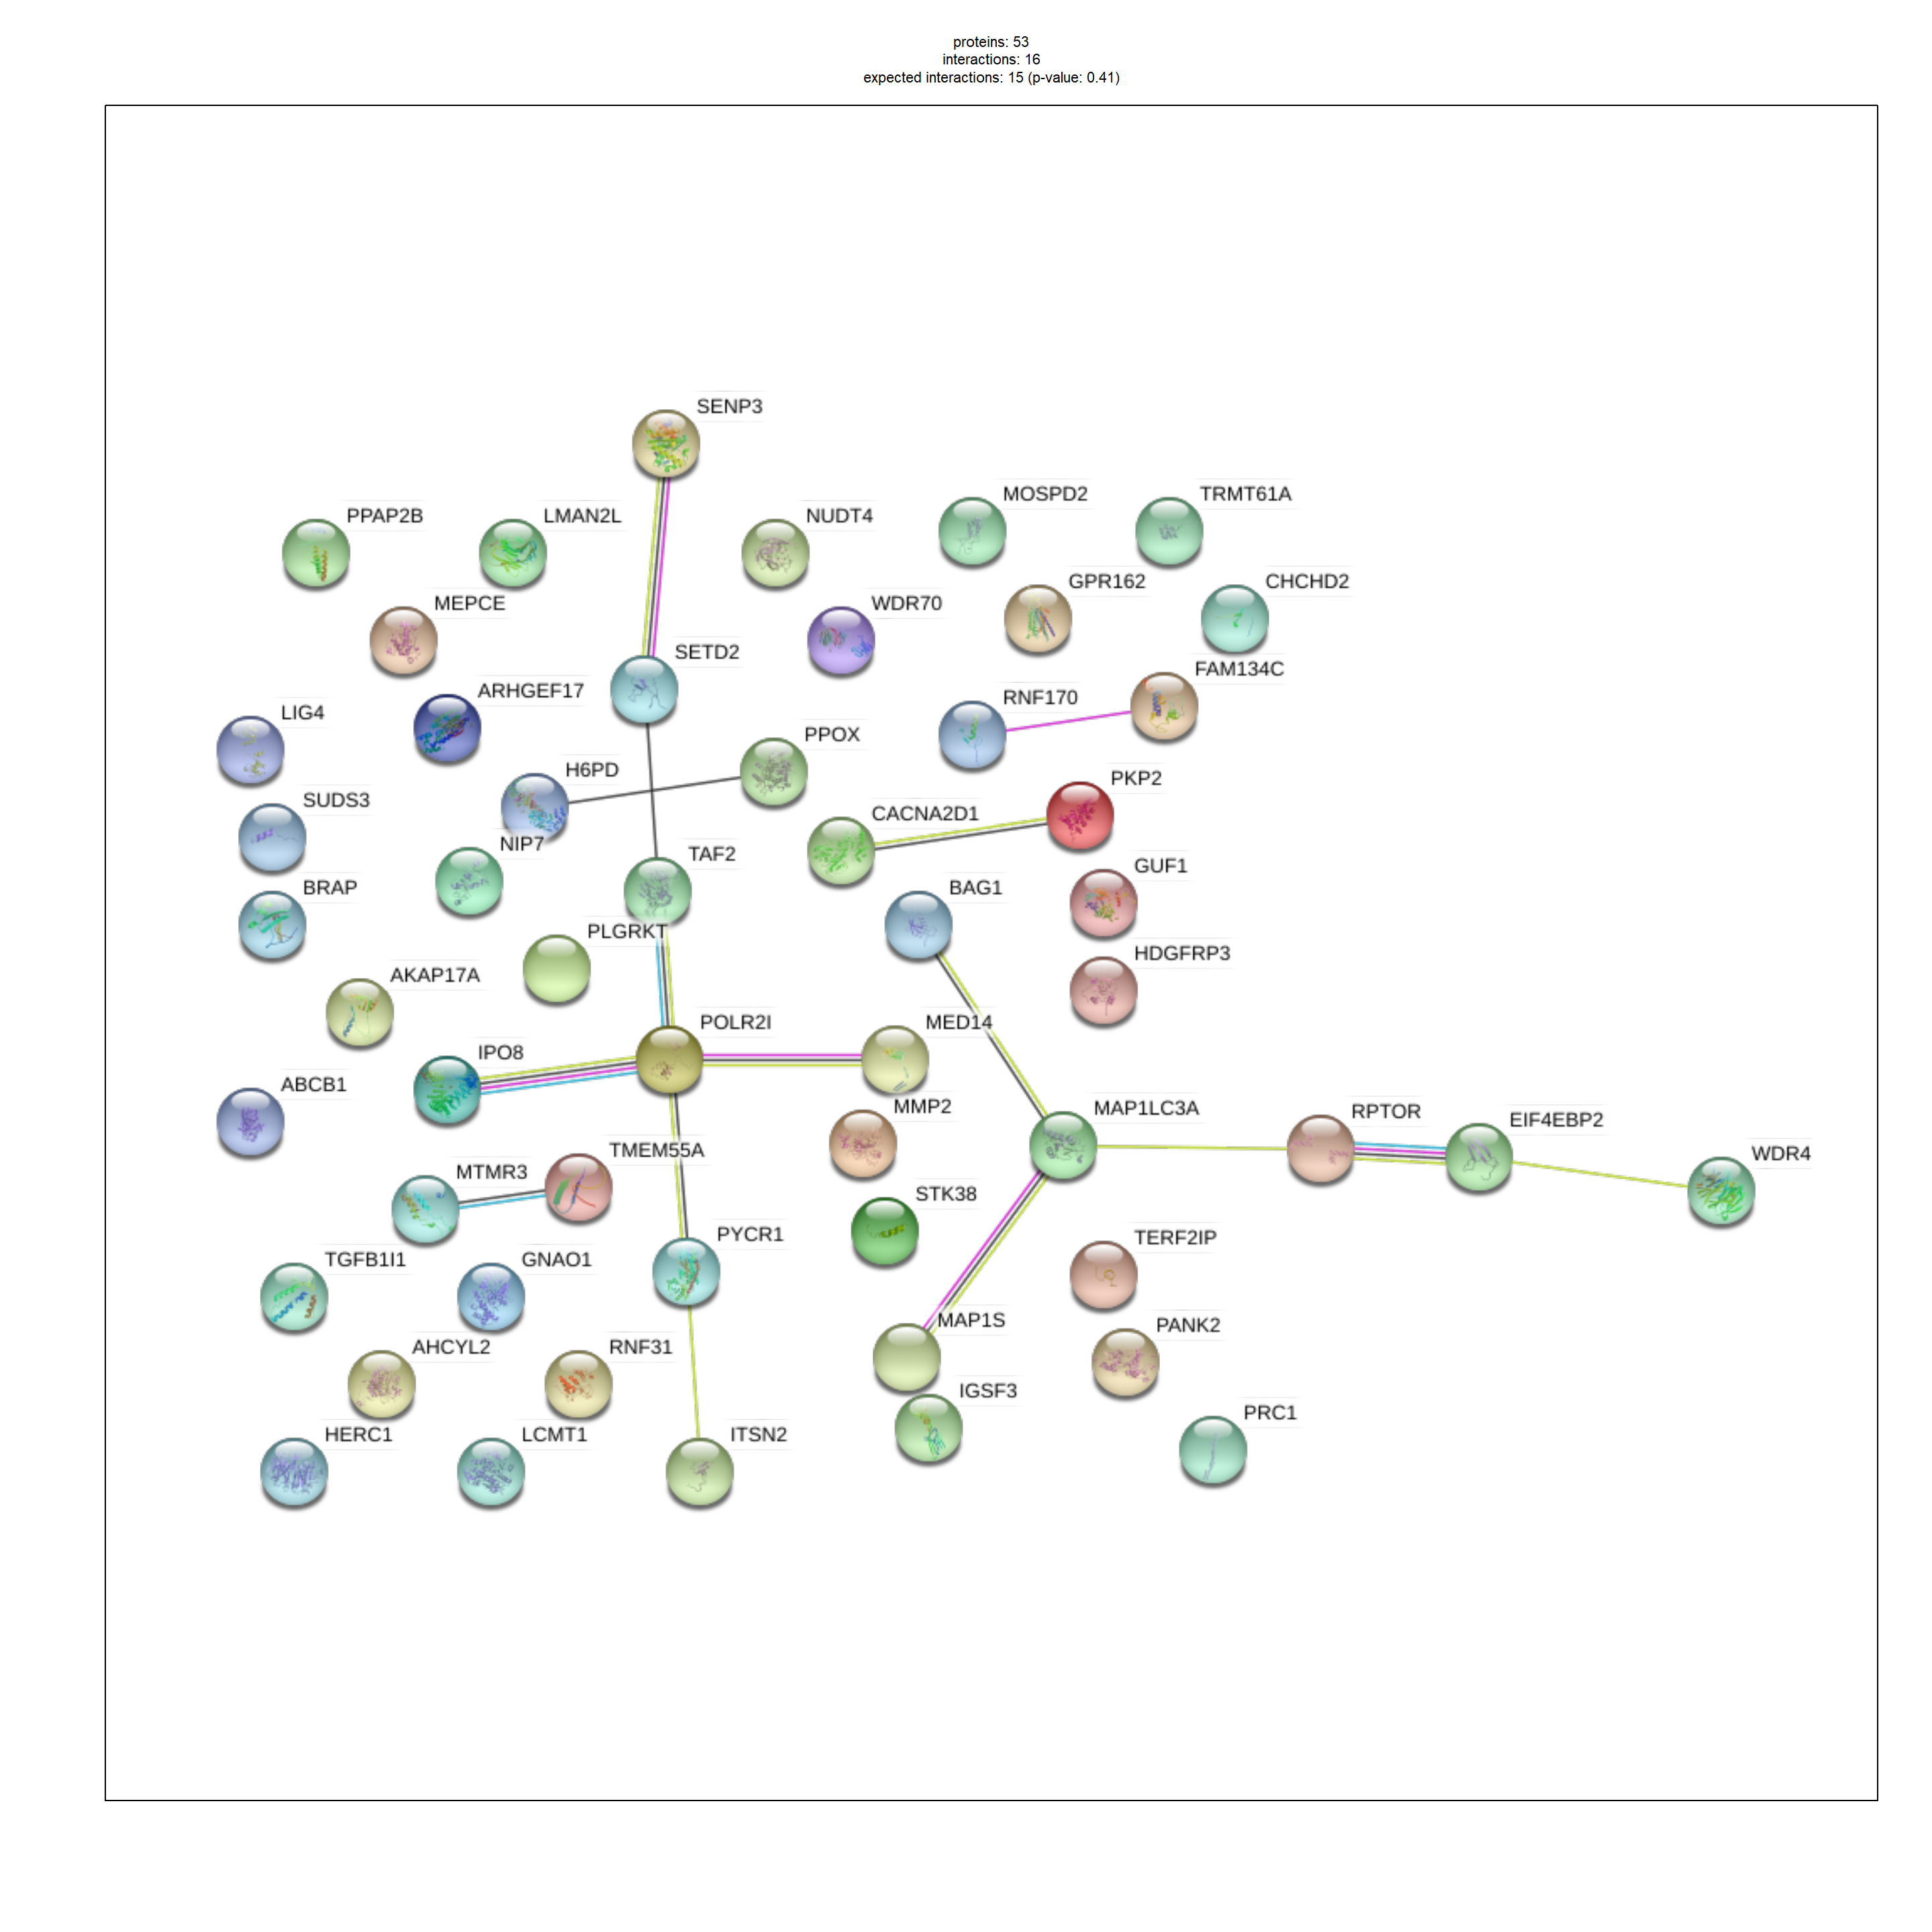 proteins: 53
interactions: 16
expected interactions: 15 (p-value: 0.41)
SENP3
MOSPD2
TRMT61A
PPAP2B
LMAN2L
NUDT4
GPR162
CHCHD2
MEPCE
WDR70
SETD2
FAM134C
ARHGEF17
RNF170
LIG4
PPOX
H6PD
PKP2
SUDS3
CACNA2D1
NIP7
TAF2
GUF1
BRAP
BAG1
PLGRKT
HDGFRP3
AKAP17A
POLR2I
MED14
IPO8
ABCB1
MMP2
MAP1LC3A
RPTOR
EIF4EBP2
TMEM55A
WDR4
MTMR3
STK38
PYCR1
TERF2IP
TGFB1I1
GNAO1
MAP1S
PANK2
AHCYL2
RNF31
IGSF3
PRC1
HERC1
LCMT1
ITSN2